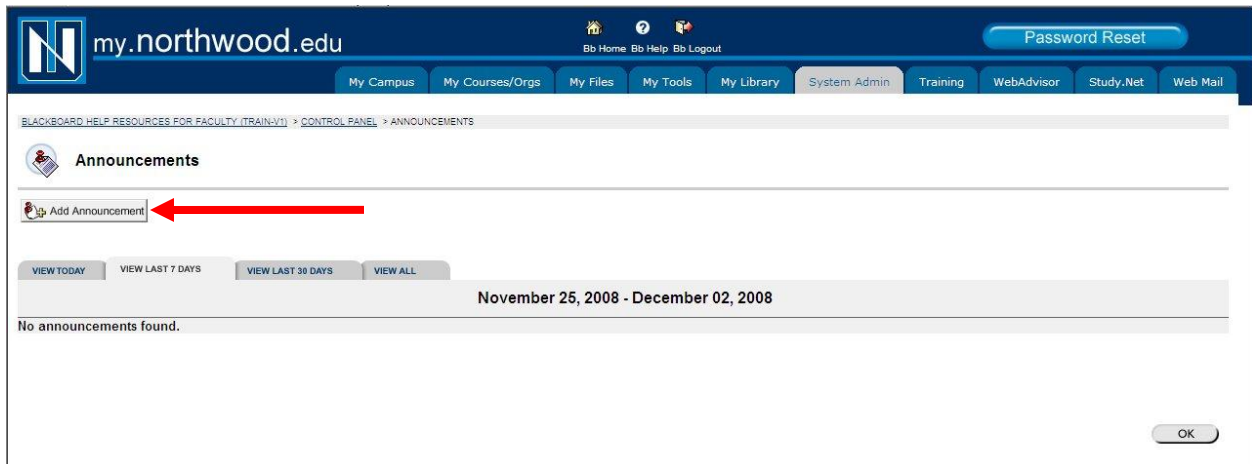 my.northwood.edu
Bb Home Bb Help Bb Logout
Password Reset
My Campus My Courses/Orgs My Files My Tools My Library System Admin Training WebAdvisor Study.Net Web Mail
BLACKBOARD HELP RESOURCES FOR FACULTY (TRAIN-V1) > CONTROL PANEL > ANNOUNCEMENTS
Announcements
Add Announcement
VIEW TODAY VIEW LAST 7 DAYS VIEW LAST 30 DAYS VIEW ALL
November 25, 2008 - December 02, 2008
No announcements found.
OK